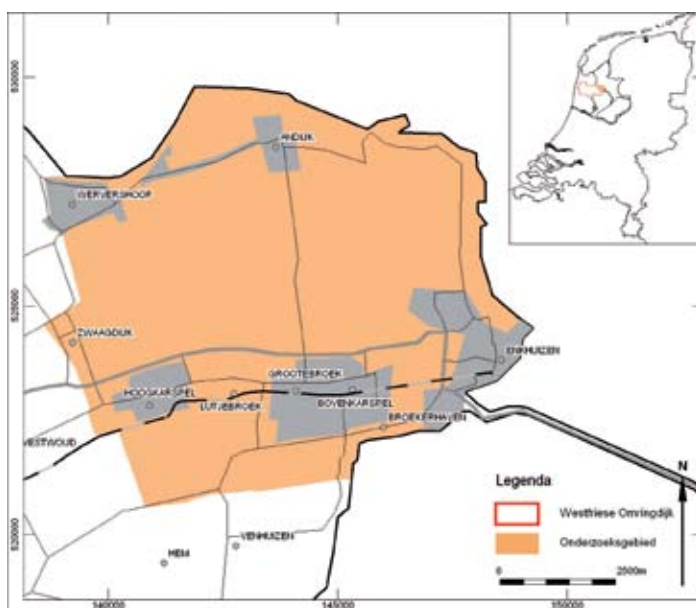 530000
ANDIJK
WERVERSHOOF
525000
ZWAAGDIJK
ENKHUIZEN
GROOTEBROEK
HOOGKARSPEL
LUTJEBROEK
BOVENKARSPEL
BROEKERHAVEN
WESTWOUD
N
Legenda
Westfriese Omringdijk
Onderzoeksgebied
520000
VENHUIZEN
HEM
0
2500m
140000
145000
150000